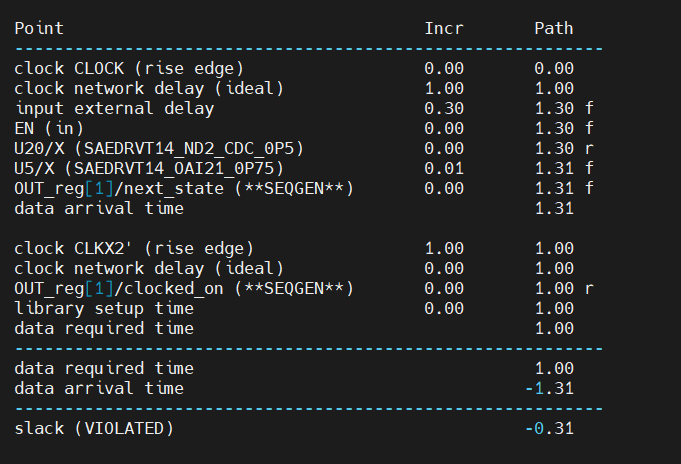 Point Incr Path
---------------------------------------------------------------
clock CLOCK (rise edge) 0.00 0.00
clock network delay (ideal) 1.00 1.00
input external delay 0.30 1.30 f
EN (in) 0.00 1.30 f
U20/X (SAEDRVT14_ND2_CDC_0P5) 0.00 1.30 r
U5/X (SAEDRVT14_OAI21_0P75) 0.01 1.31 f
OUT_reg[1]/next_state (**SEQGEN**) 0.00 1.31 f
data arrival time 1.31
clock CLKX2' (rise edge) 1.00 1.00
clock network delay (ideal) 0.00 1.00
OUT_reg[1]/clocked_on (**SEQGEN**) 0.00 1.00 r
library setup time 0.00 1.00
data required time 1.00
---------------------------------------------------------------
data required time 1.00
data arrival time -1.31
---------------------------------------------------------------
slack (VIOLATED) -0.31